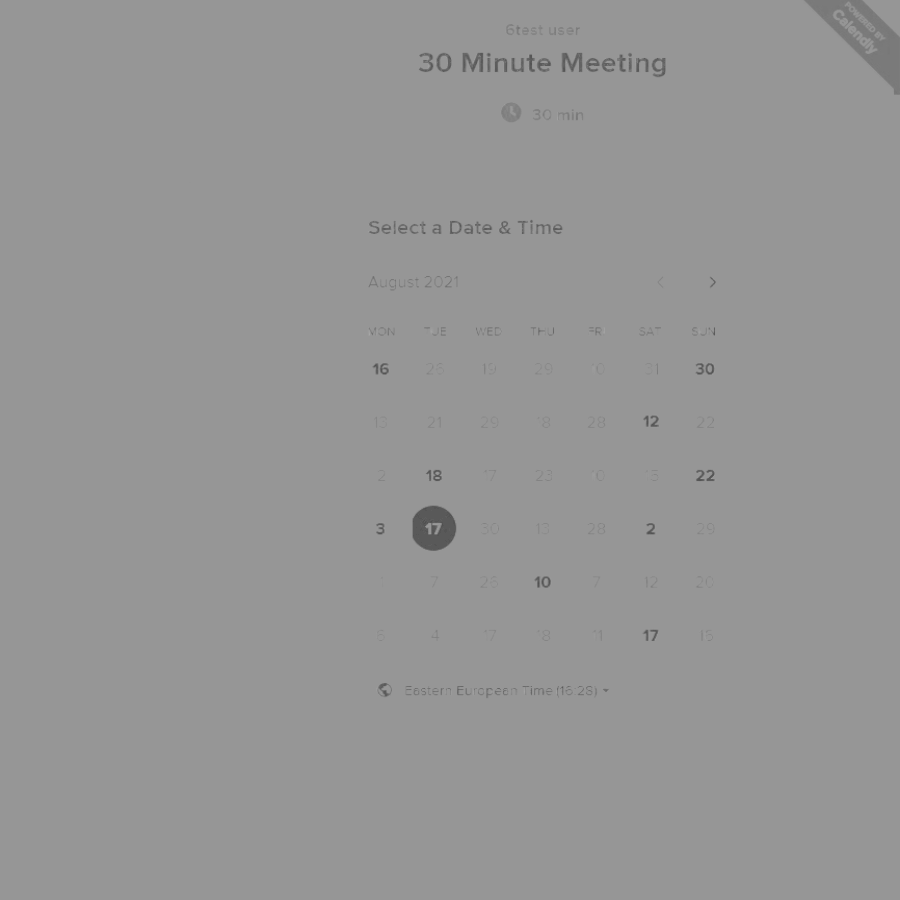 6test user
POWERED BY
Calendly
30 Minute Meeting
30 min
Select a Date & Time
August 2021
MON TUE WED THU FRI SAT SUN
16 26 19 29 10 31 30
13 21 29 18 28 12 22
2 18 17 23 10 13 22
3 17 30 13 28 2 29
7 26 10 7 12 20
4 17 18 11 17 15
Eastern European Time (16:28)